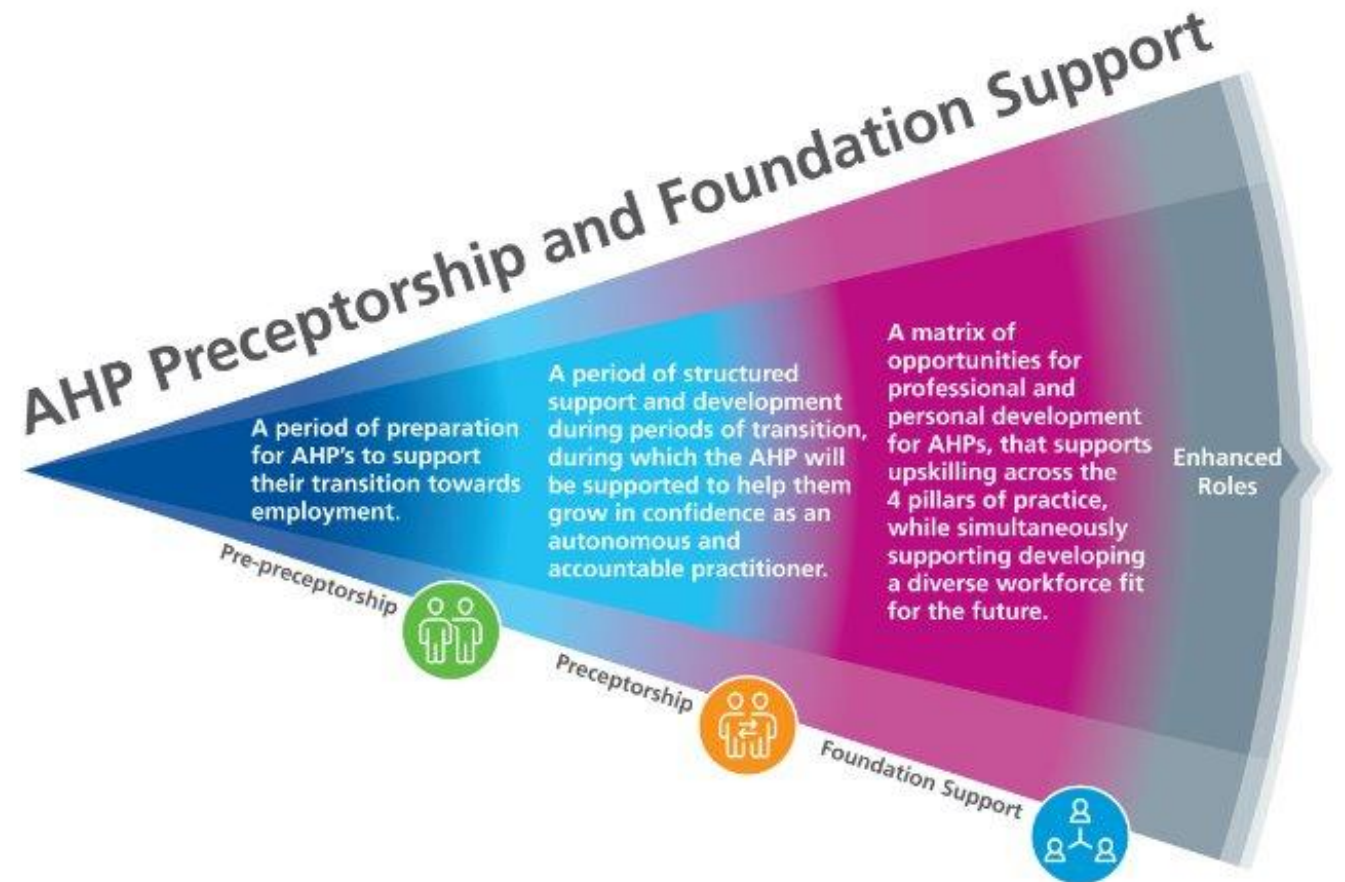 AHP Preceptorship and Foundation Support
A period of preparation
for AHP's to support
their transition towards
employment.
A period of structured
support and development
during periods of transition,
during which the AHP will
be supported to help them
grow in confidence as an
autonomous and
accountable practitioner.
A matrix of
opportunities for
professional and
personal development
for AHPs, that supports
upskilling across the
4 pillars of practice,
while simultaneously
supporting developing
a diverse workforce fit
for the future.
Enhanced
Roles
Pre-preceptorship
Preceptorship
Foundation Support